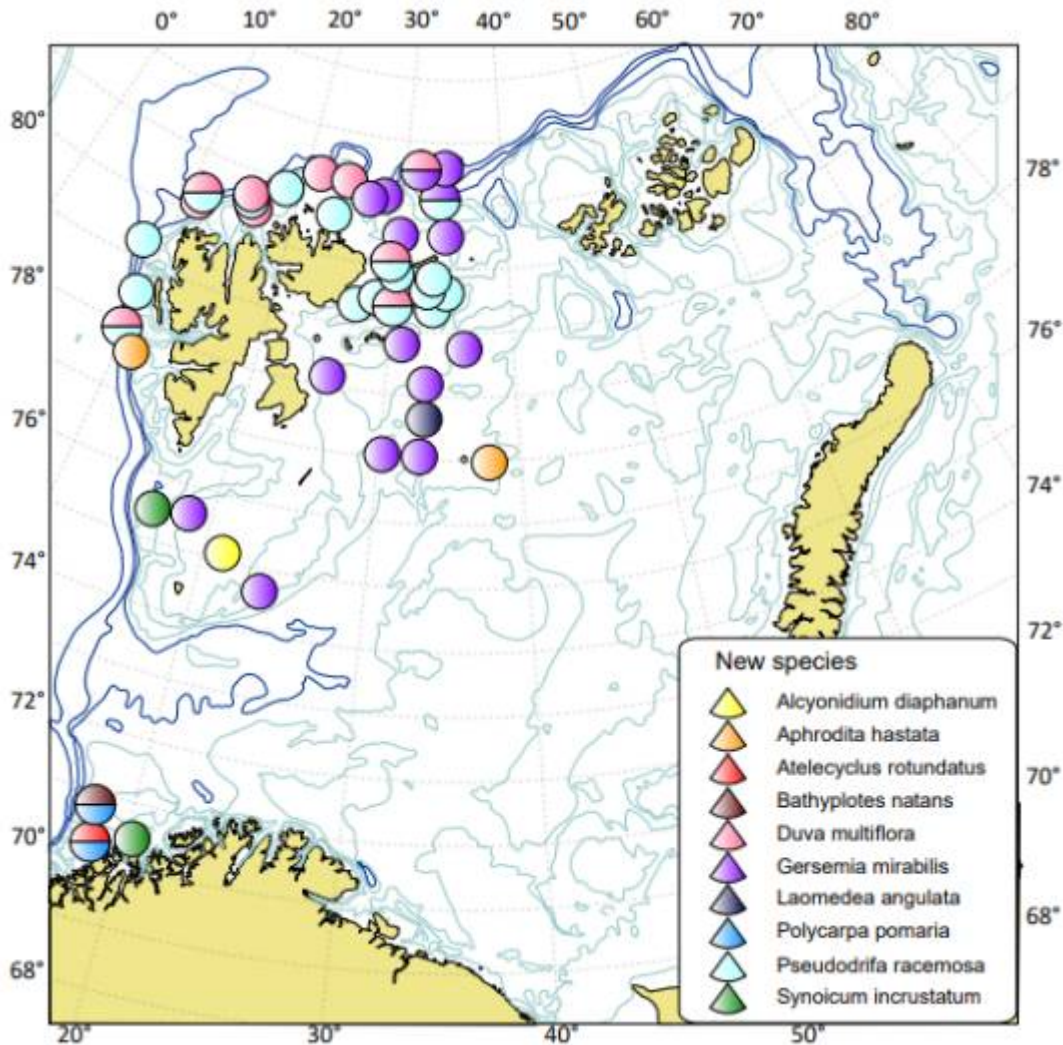 0° 10° 20° 30° 40° 50° 60° 70° 80°
80°
78°
78°
76°
76°
74°
74°
72°
72°
New species
Alcyonidium diaphanum
Aphrodita hastata
Atelecyclus rotundatus
Bathyplotes natans
Duva multiflora
Gersemia mirabilis
Laomedea angulata
Polycarpa pomaria
Pseudodrifa racemosa
Synoicum incrustatum
70°
70°
68°
68°
20° 30° 40° 50°